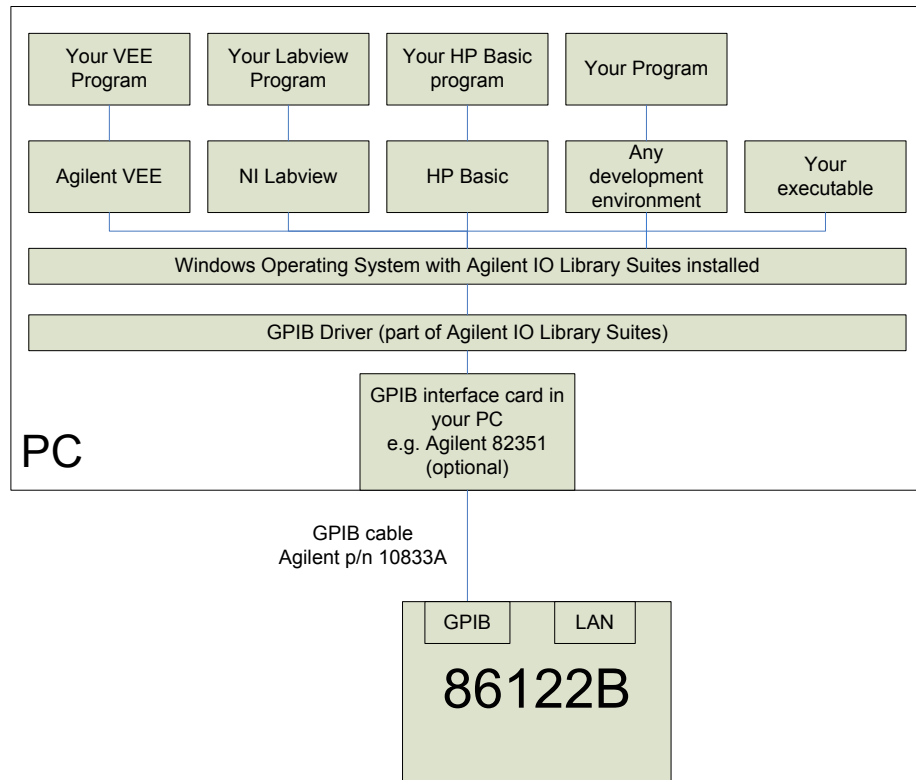 Your VEE
Program
Your Labview
Program
Your HP Basic
program
Your Program
Agilent VEE
NI Labview
HP Basic
Any
development
environment
Your
executable
Windows Operating System with Agilent IO Library Suites installed
GPIB Driver (part of Agilent IO Library Suites)
GPIB interface card in
your PC
e.g. Agilent 82351
(optional)
PC
GPIB cable
Agilent p/n 10833A
GPIB
LAN
86122B